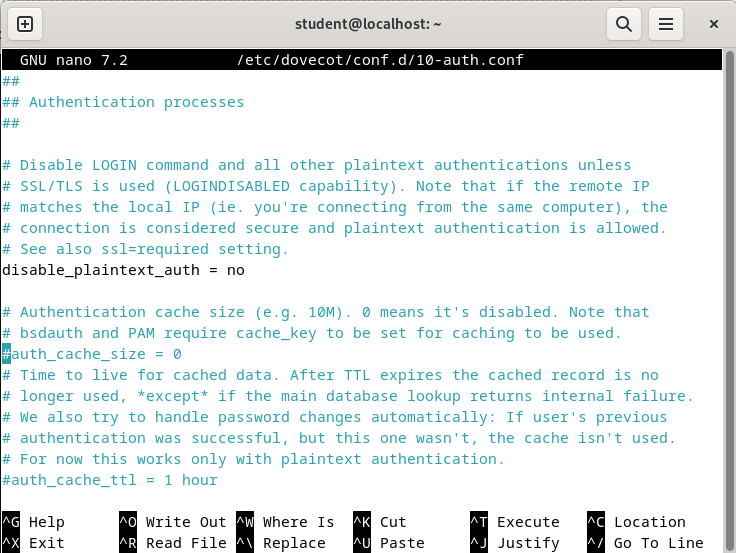 student@localhost: ~
GNU nano 7.2 /etc/dovecot/conf.d/10-auth.conf
##
## Authentication processes
##
# Disable LOGIN command and all other plaintext authentications unless
# SSL/TLS is used (LOGINDISABLED capability). Note that if the remote IP
# matches the local IP (ie. you're connecting from the same computer), the
# connection is considered secure and plaintext authentication is allowed.
# See also ssl=required setting.
disable_plaintext_auth = no
# Authentication cache size (e.g. 10M). 0 means it's disabled. Note that
# bsdauth and PAM require cache_key to be set for caching to be used.
#auth_cache_size = 0
# Time to live for cached data. After TTL expires the cached record is no
# longer used, *except* if the main database lookup returns internal failure.
# We also try to handle password changes automatically: If user's previous
# authentication was successful, but this one wasn't, the cache isn't used.
# For now this works only with plaintext authentication.
#auth_cache_ttl = 1 hour
^G Help ^O Write Out ^W Where Is ^K Cut ^T Execute ^C Location
^X Exit ^R Read File ^\ Replace ^U Paste ^J Justify ^/ Go To Line